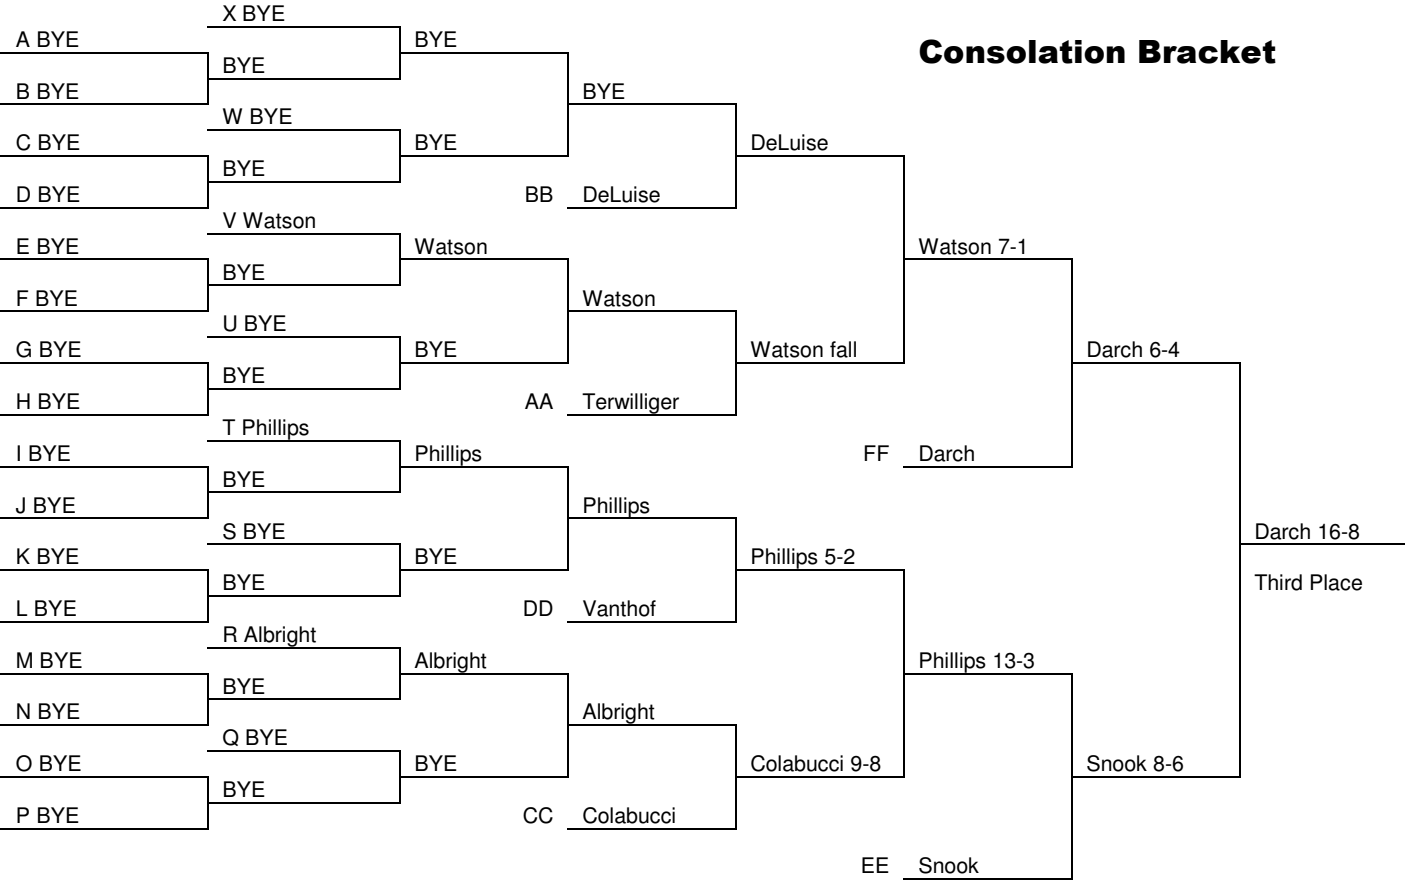 X BYE
A BYE
BYE
Consolation Bracket
BYE
B BYE
BYE
W BYE
C BYE
BYE
DeLuise
BYE
D BYE
BB DeLuise
V Watson
E BYE
Watson
Watson 7-1
BYE
F BYE
Watson
U BYE
G BYE
BYE
Watson fall
Darch 6-4
BYE
H BYE
AA Terwilliger
T Phillips
I BYE
Phillips
FF Darch
BYE
J BYE
Phillips
S BYE
Darch 16-8
K BYE
BYE
Phillips 5-2
BYE
Third Place
L BYE
DD Vanthof
R Albright
M BYE
Albright
Phillips 13-3
BYE
N BYE
Albright
Q BYE
O BYE
BYE
Colabucci 9-8
Snook 8-6
BYE
P BYE
CC Colabucci
EE Snook